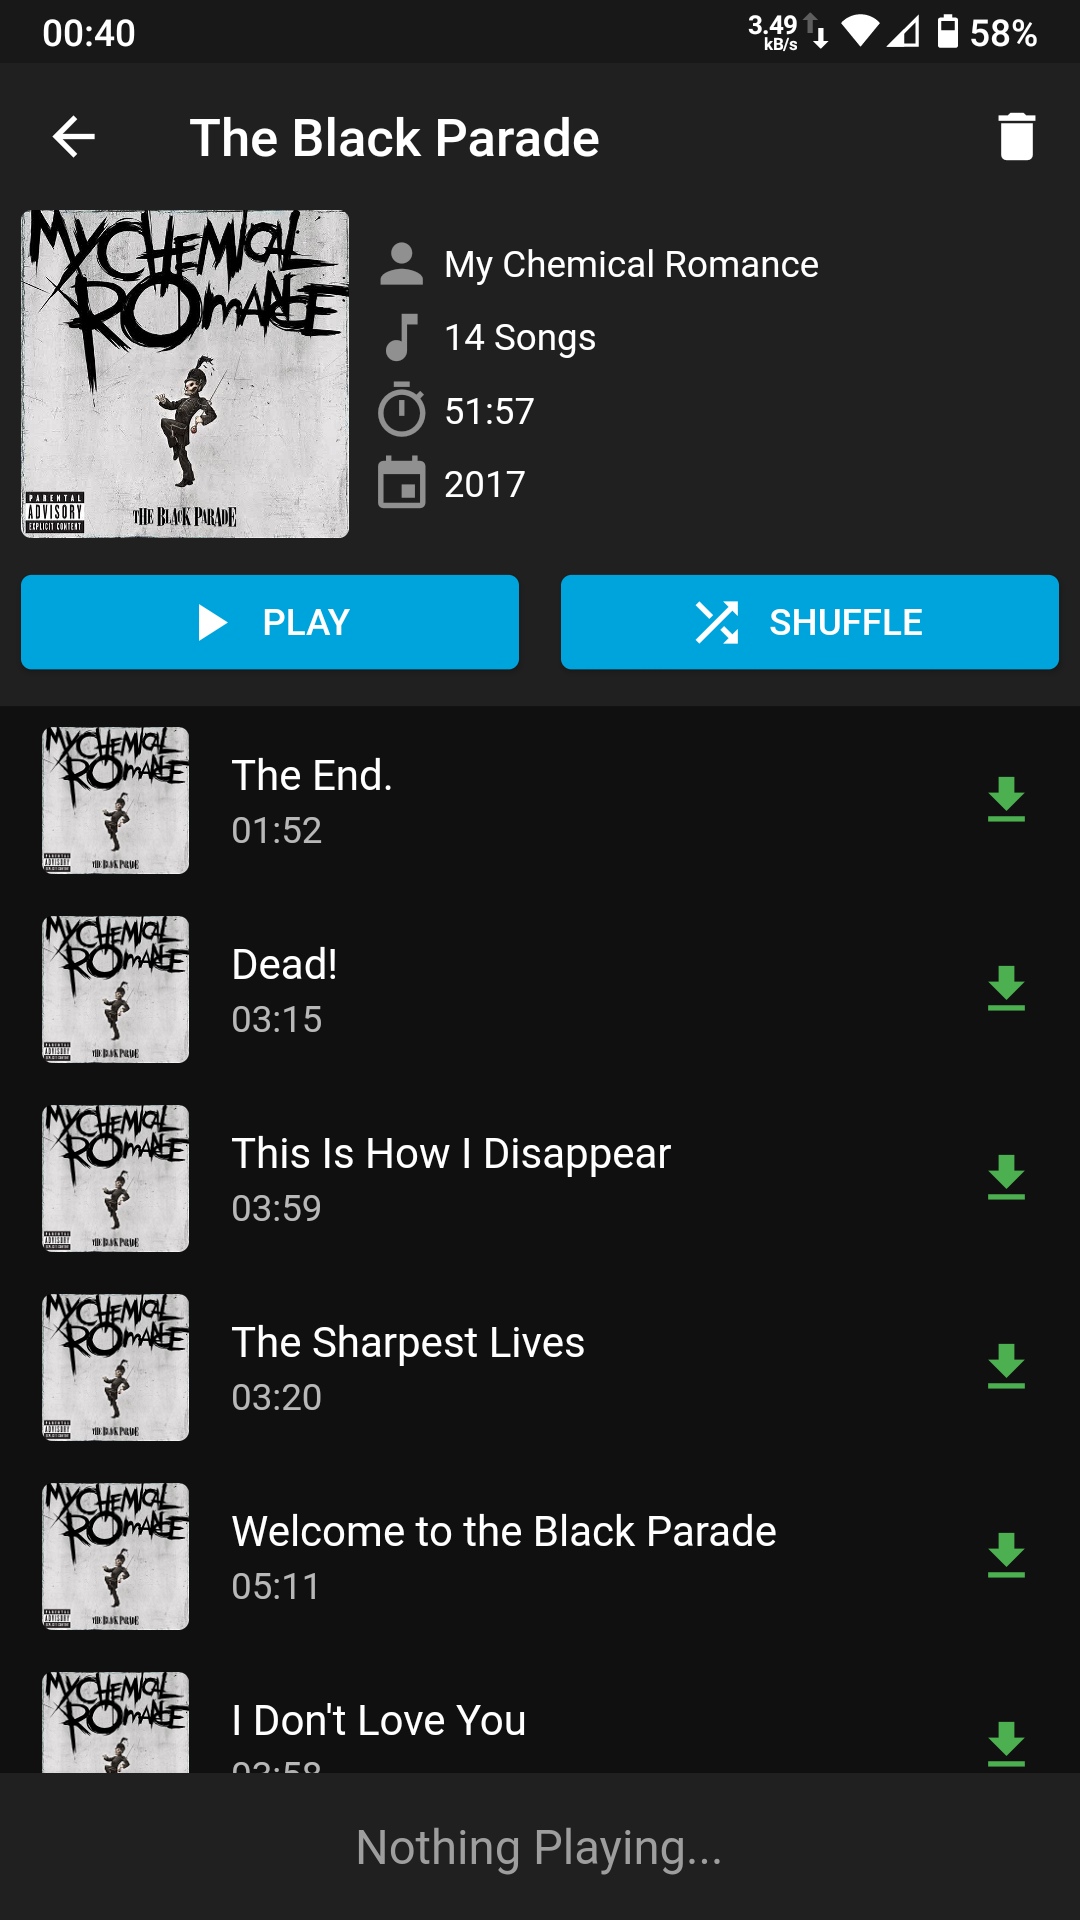 00:40 3.49 kB/s 58%
The Black Parade
MY CHEMICAL ROMANCE
PARENTAL ADVISORY EXPLICIT CONTENT
THE BLACK PARADE
My Chemical Romance
14 Songs
51:57
2017
PLAY SHUFFLE
The End.
01:52
Dead!
03:15
This Is How I Disappear
03:59
The Sharpest Lives
03:20
Welcome to the Black Parade
05:11
I Don't Love You
03:58
Nothing Playing...